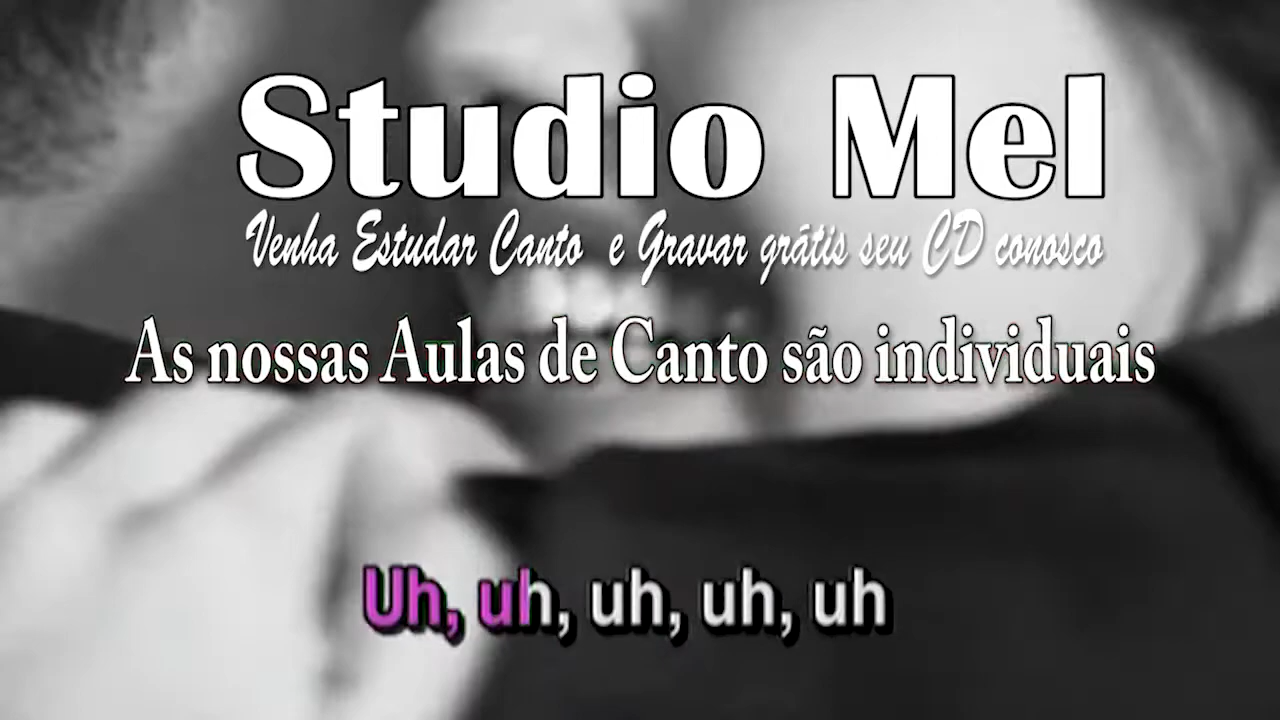 Studio Mel
Venha Estudar Canto e Gravar grátis seu CD conosco
As nossas Aulas de Canto são individuais
Uh, uh, uh, uh, uh